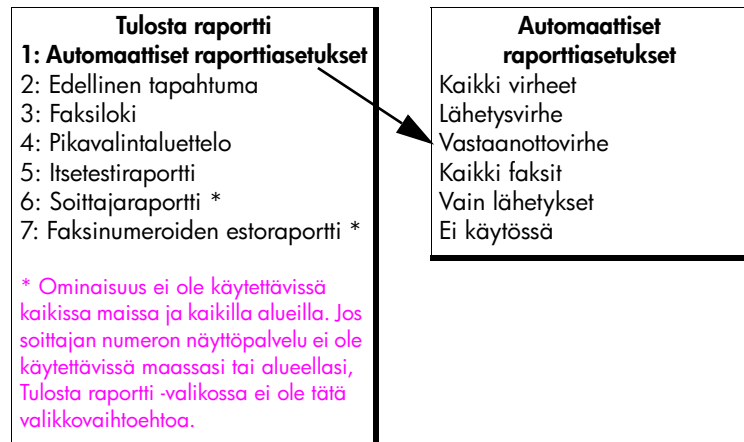 Tulosta raportti
1: Automaattiset raporttiasetukset
2: Edellinen tapahtuma
3: Faksiloki
4: Pikavalintaluettelo
5: Itsetestiraportti
6: Soittajaraportti *
7: Faksinumeroiden estoraportti *
* Ominaisuus ei ole käytettävissä
kaikissa maissa ja kaikilla alueilla. Jos
soittajan numeron näyttöpalvelu ei ole
käytettävissä maassasi tai alueellasi,
Tulosta raportti -valikossa ei ole tätä
valikkovaihtoehtoa.
Automaattiset
raporttiasetukset
Kaikki virheet
Lähetysvirhe
Vastaanottovirhe
Kaikki faksit
Vain lähetykset
Ei käytössä